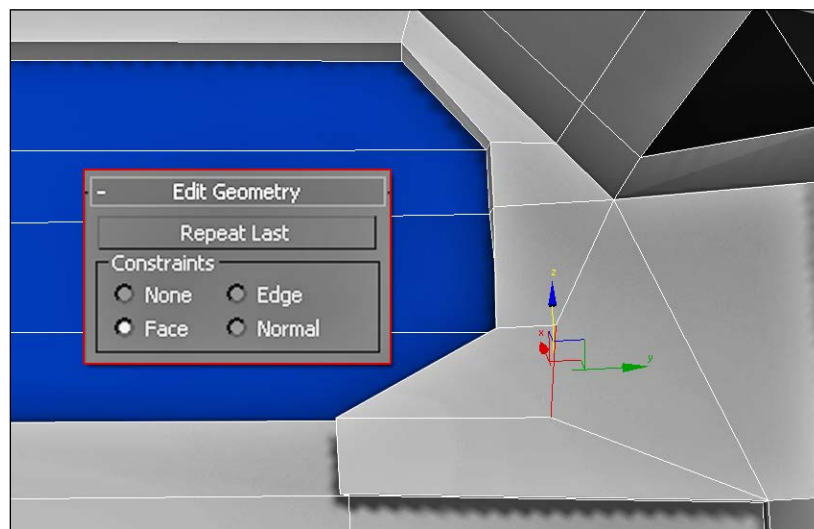 - Edit Geometry
Repeat Last
Constraints
None Edge
Face Normal
z
x
y